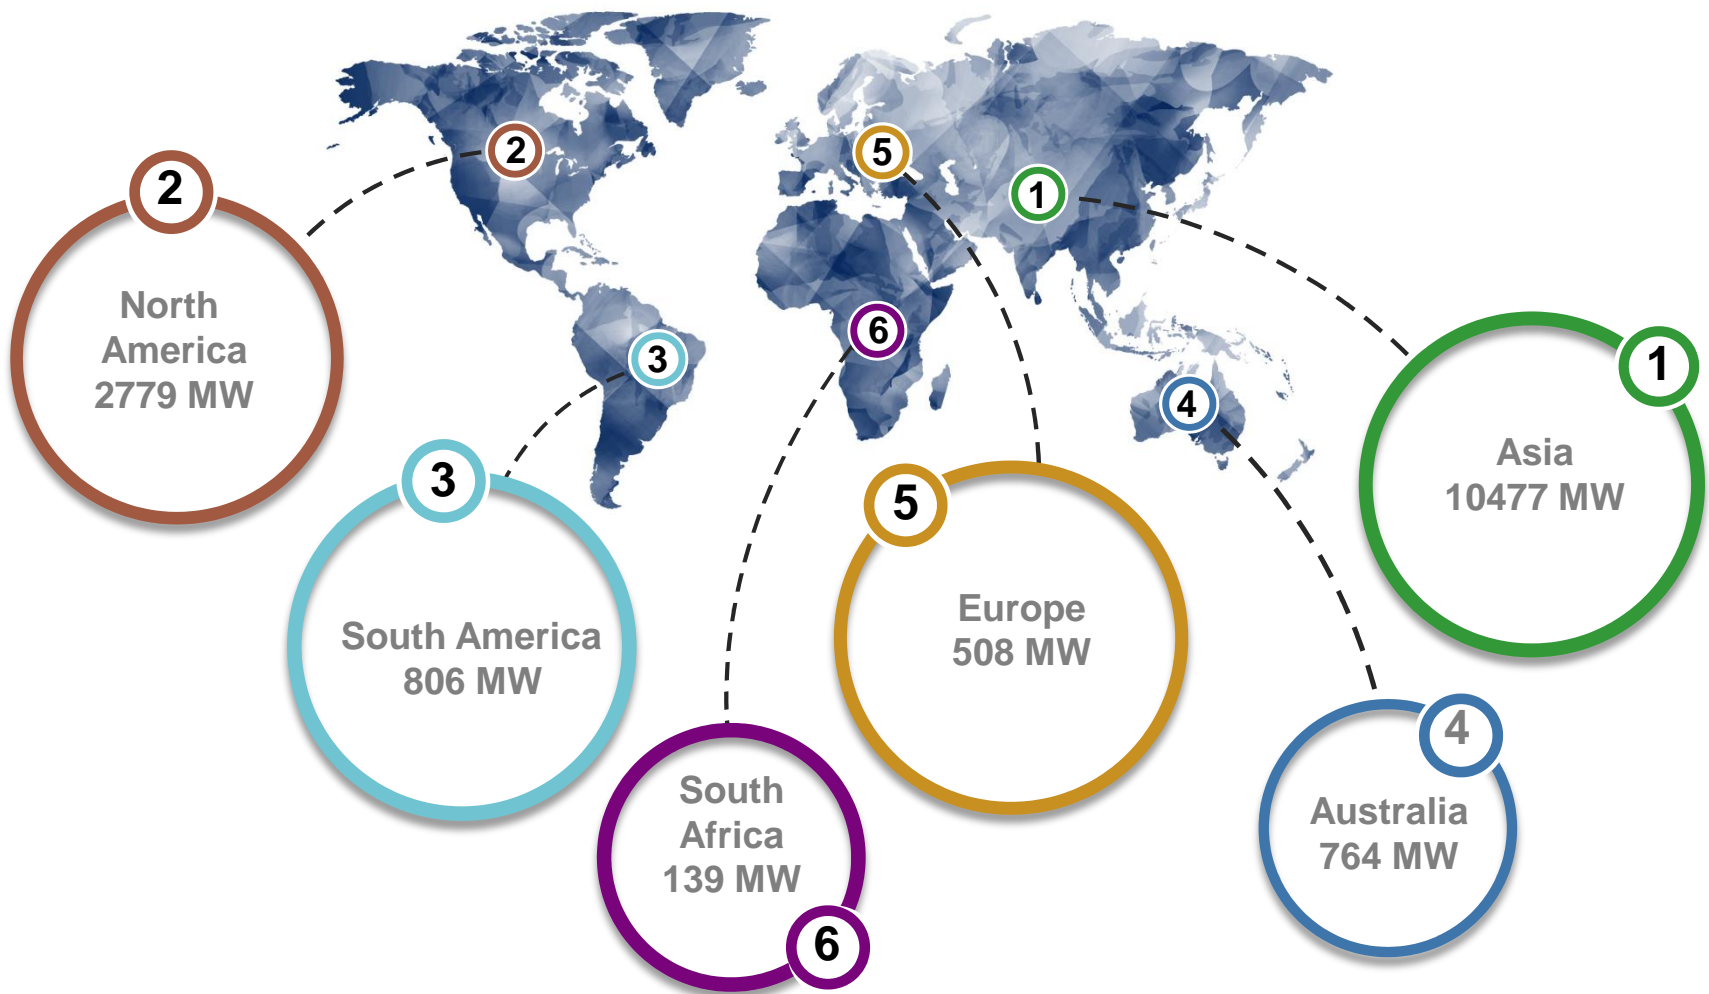 2
5
1
6
3
4
2
North
America
2779 MW
1
Asia
10477 MW
3
South America
806 MW
5
Europe
508 MW
4
Australia
764 MW
South
Africa
139 MW
6